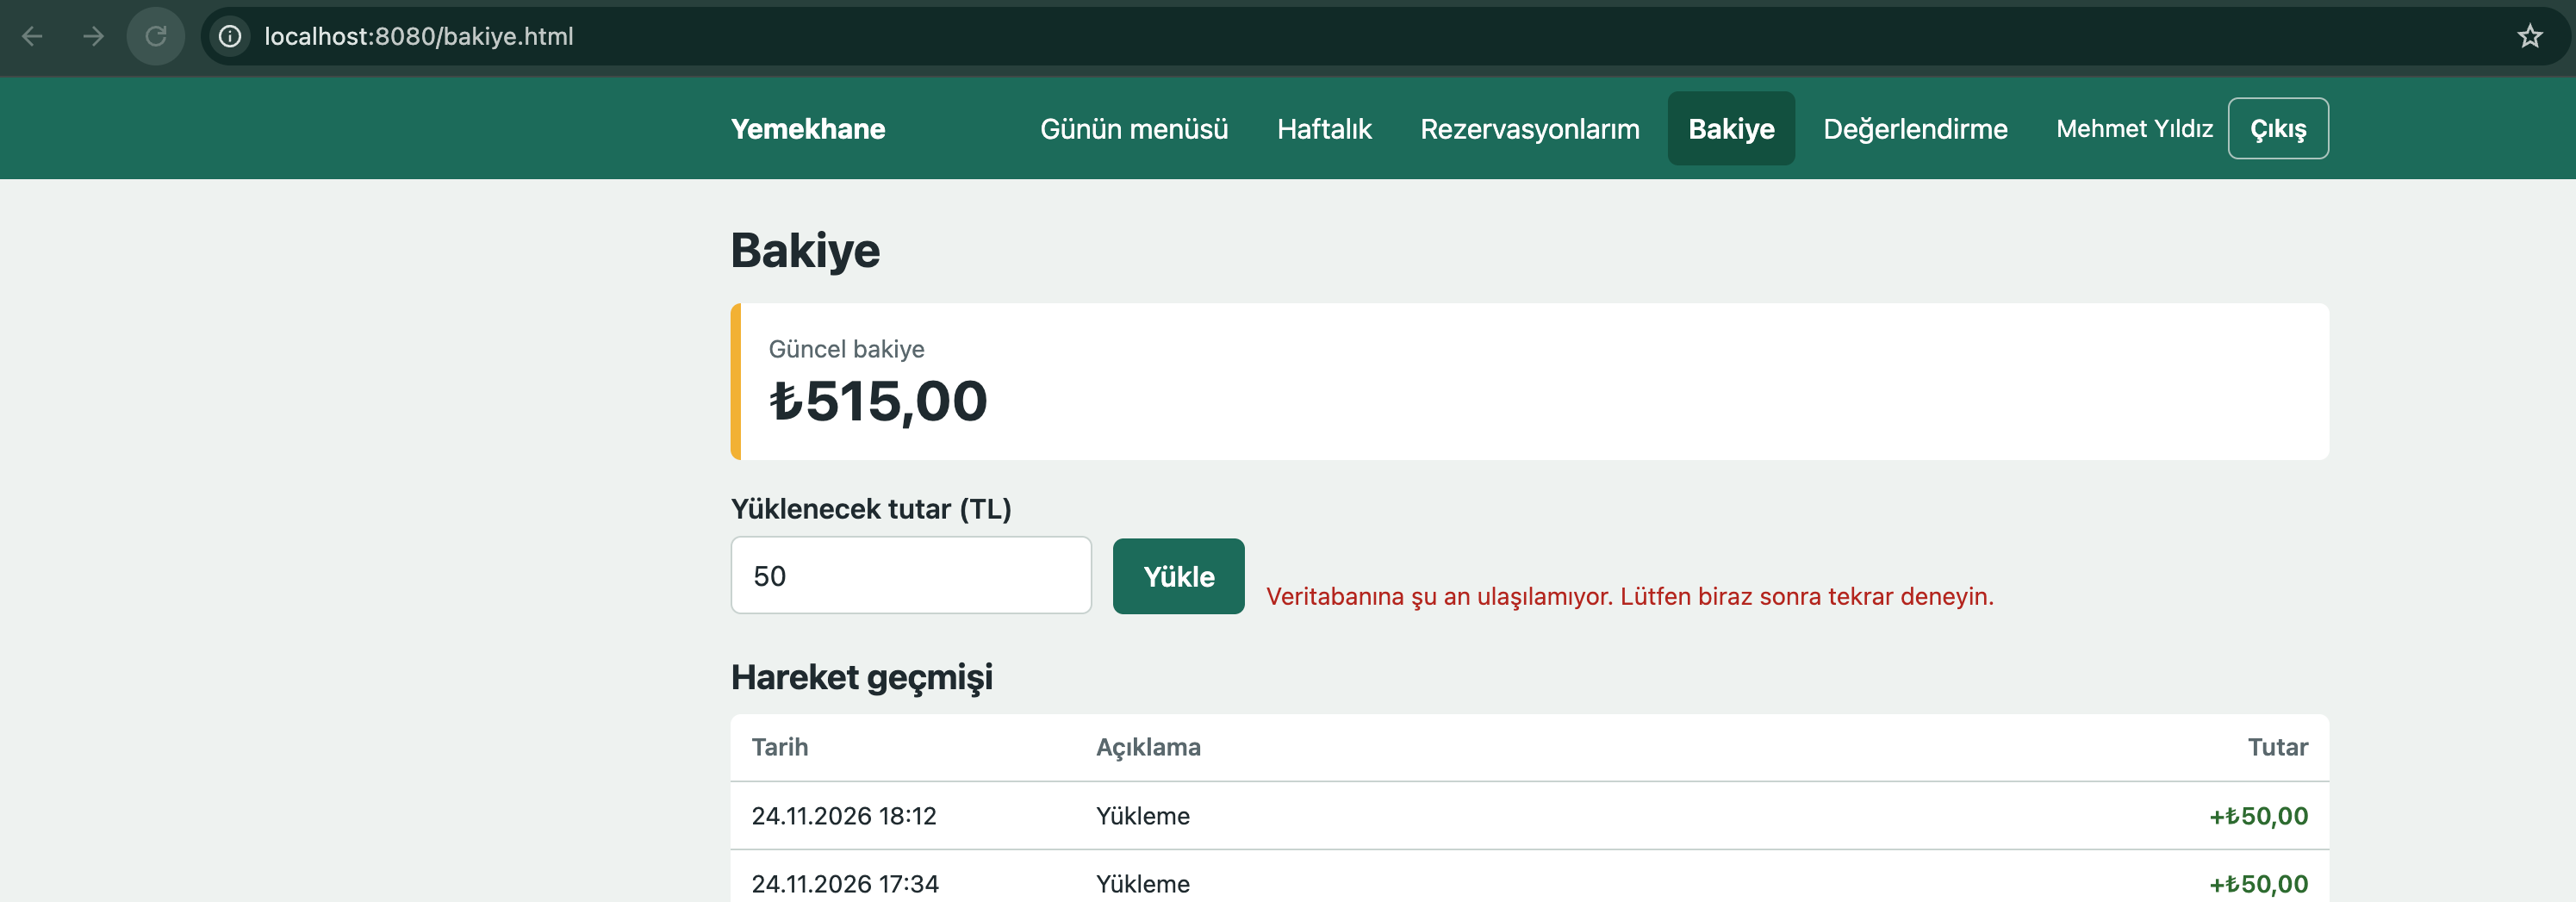 localhost:8080/bakiye.html
Yemekhane Günün menüsü Haftalık Rezervasyonlarım Bakiye Değerlendirme Mehmet Yıldız Çıkış
Bakiye
Güncel bakiye
₺515,00
Yüklenecek tutar (TL)
50 Yükle Veritabanına şu an ulaşılamıyor. Lütfen biraz sonra tekrar deneyin.
Hareket geçmişi
Tarih Açıklama Tutar
24.11.2026 18:12 Yükleme +₺50,00
24.11.2026 17:34 Yükleme +₺50,00